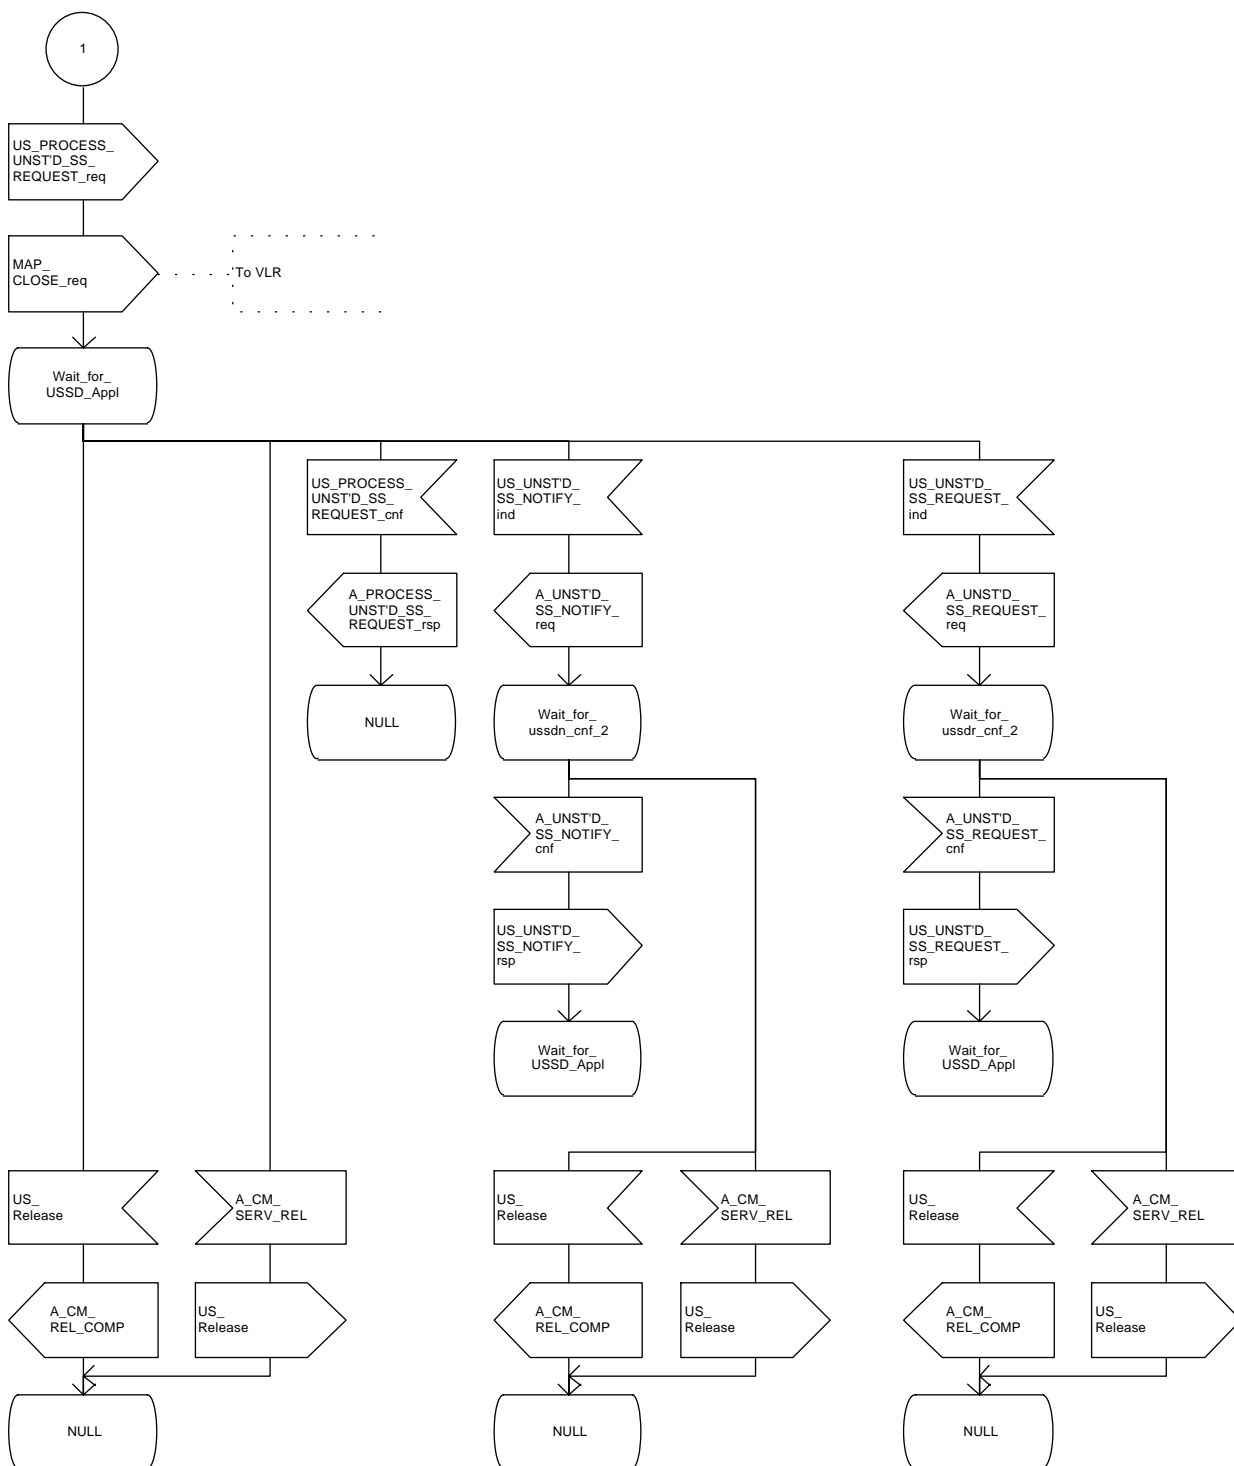 1
US_PROCESS_
UNST'D_SS_
REQUEST_req
MAP_
CLOSE_req
To VLR
Wait_for_
USSD_Appl
US_PROCESS_
UNST'D_SS_
REQUEST_cnf
US_UNST'D_
SS_NOTIFY_
ind
US_UNST'D_
SS_REQUEST_
ind
A_PROCESS_
UNST'D_SS_
REQUEST_rsp
A_UNST'D_
SS_NOTIFY_
req
A_UNST'D_
SS_REQUEST_
req
NULL
Wait_for_
ussdn_cnf_2
Wait_for_
ussdr_cnf_2
A_UNST'D_
SS_NOTIFY_
cnf
A_UNST'D_
SS_REQUEST_
cnf
US_UNST'D_
SS_NOTIFY_
rsp
US_UNST'D_
SS_REQUEST_
rsp
Wait_for_
USSD_Appl
Wait_for_
USSD_Appl
US_
Release
A_CM_
SERV_REL
US_
Release
A_CM_
SERV_REL
US_
Release
A_CM_
SERV_REL
A_CM_
REL_COMP
US_
Release
A_CM_
REL_COMP
US_
Release
A_CM_
REL_COMP
US_
Release
NULL
NULL
NULL